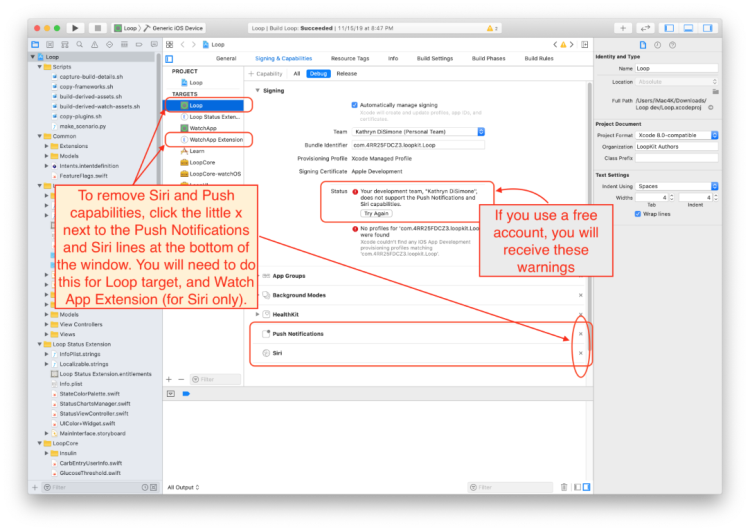 Loop
Generic iOS Device
Loop | Build Loop: Succeeded | 11/15/19 at 8:47 PM
2
Loop
Loop
Scripts
capture-build-details.sh
copy-frameworks.sh
build-derived-assets.sh
build-derived-watch-assets.sh
copy-plugins.sh
make_scenario.py
Common
Extensions
Models
Intents.intentdefinition
FeatureFlags.swift
Models
View Controllers
Views
Loop Status Extension
InfoPlist.strings
Localizable.strings
Loop Status Extension.entitlements
Info.plist
StateColorPalette.swift
StatusChartsManager.swift
StatusViewController.swift
UIColor+Widget.swift
MainInterface.storyboard
LoopCore
Insulin
CarbEntryUserInfo.swift
GlucoseThreshold.swift
Filter
General
Signing & Capabilities
Resource Tags
Info
Build Settings
Build Phases
Build Rules
PROJECT
Loop
TARGETS
Loop
Loop Status Exten...
WatchApp
WatchApp Extension
Learn
LoopCore
LoopCore-watchOS
Filter
+ Capability
All
Debug
Release
Signing
Automatically manage signing
Xcode will create and update profiles, app IDs, and
certificates.
Team
Kathryn DiSimone (Personal Team)
Bundle Identifier
com.4RR25FDCZ3.loopkit.Loop
Provisioning Profile
Xcode Managed Profile
Signing Certificate
Apple Development
Status
Your development team, "Kathryn DiSimone",
does not support the Push Notifications and
Siri capabilities.
Try Again
No profiles for 'com.4RR25FDCZ3.loopkit.Loop'
were found
Xcode couldn't find any iOS App Development
provisioning profiles matching
'com.4RR25FDCZ3.loopkit.Loop'.
App Groups
Background Modes
HealthKit
Push Notifications
Siri
To remove Siri and Push
capabilities, click the little x
next to the Push Notifications
and Siri lines at the bottom of
the window. You will need to do
this for Loop target, and Watch
App Extension (for Siri only).
If you use a free
account, you will
receive these
warnings
All Output
Filter
Identity and Type
Name
Loop
Location
Absolute
Full Path
/Users/iMac4K/Downloads/
Loop dev/Loop.xcodeproj
Project Document
Project Format
Xcode 8.0-compatible
Organization
LoopKit Authors
Class Prefix
Text Settings
Indent Using
Spaces
Widths
4
4
Tab
Indent
Wrap lines